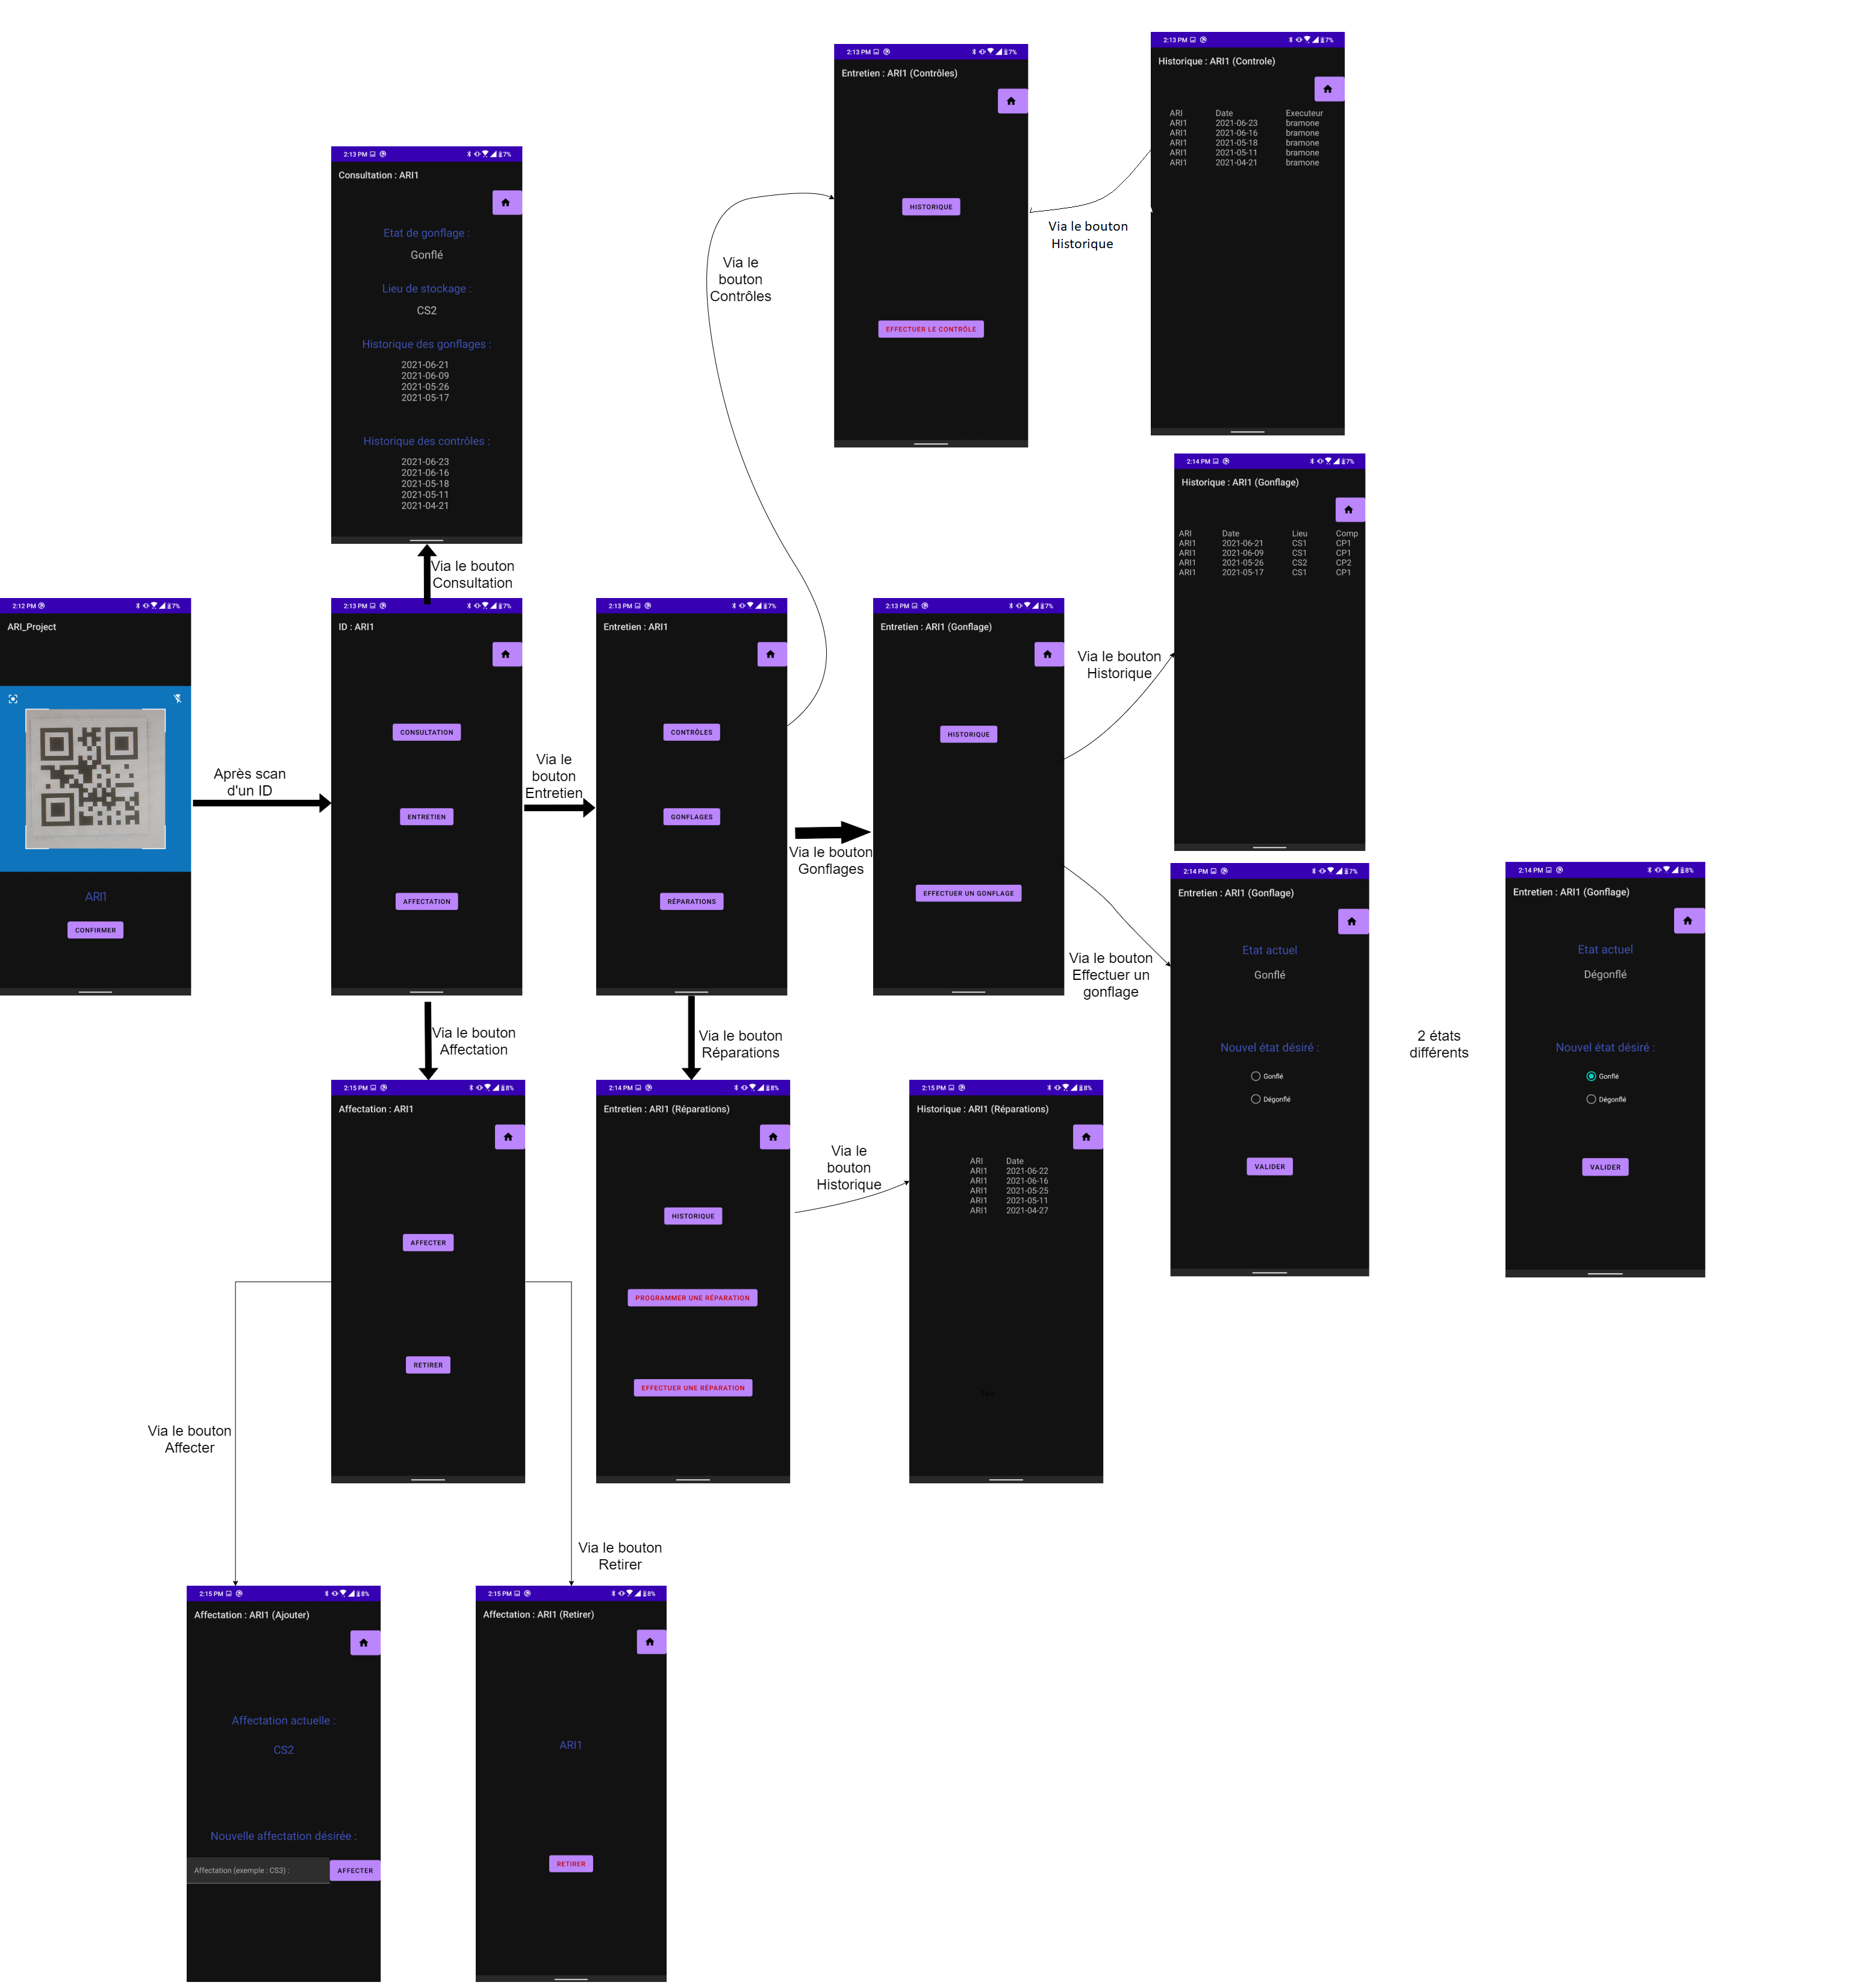 2:13 PM 7%
Entretien : ARI1 (Contrôles)
HISTORIQUE
EFFECTUER LE CONTRÔLE
Via le bouton
Historique
2:13 PM 7%
Historique : ARI1 (Controle)
ARI Date Executeur
ARI1 2021-06-23 bramone
ARI1 2021-06-16 bramone
ARI1 2021-05-18 bramone
ARI1 2021-05-11 bramone
ARI1 2021-04-21 bramone
2:13 PM 7%
Consultation : ARI1
Etat de gonflage :
Gonflé
Lieu de stockage :
CS2
Historique des gonflages :
2021-06-21
2021-06-09
2021-05-26
2021-05-17
Historique des contrôles :
2021-06-23
2021-06-16
2021-05-18
2021-05-11
2021-04-21
Via le
bouton
Contrôles
Via le bouton
Consultation
2:14 PM 7%
Historique : ARI1 (Gonflage)
ARI Date Lieu Comp
ARI1 2021-06-21 CS1 CP1
ARI1 2021-06-09 CS1 CP1
ARI1 2021-05-26 CS2 CP2
ARI1 2021-05-17 CS1 CP1
2:12 PM 7%
ARI_Project
ARI1
CONFIRMER
Après scan
d'un ID
2:13 PM 7%
ID : ARI1
CONSULTATION
ENTRETIEN
AFFECTATION
Via le
bouton
Entretien
2:13 PM 7%
Entretien : ARI1
CONTRÔLES
GONFLAGES
RÉPARATIONS
Via le bouton
Gonflages
2:13 PM 7%
Entretien : ARI1 (Gonflage)
HISTORIQUE
EFFECTUER UN GONFLAGE
Via le bouton
Historique
Via le bouton
Effectuer un
gonflage
2:14 PM 7%
Entretien : ARI1 (Gonflage)
Etat actuel
Gonflé
Nouvel état désiré :
Gonflé
Dégonflé
VALIDER
2 états
différents
2:14 PM 8%
Entretien : ARI1 (Gonflage)
Etat actuel
Dégonflé
Nouvel état désiré :
Gonflé
Dégonflé
VALIDER
Via le bouton
Affectation
Via le bouton
Réparations
2:15 PM 8%
Affectation : ARI1
AFFECTER
RETIRER
2:14 PM 8%
Entretien : ARI1 (Réparations)
HISTORIQUE
PROGRAMMER UNE RÉPARATION
EFFECTUER UNE RÉPARATION
Via le
bouton
Historique
2:15 PM 8%
Historique : ARI1 (Réparations)
ARI Date
ARI1 2021-06-22
ARI1 2021-06-16
ARI1 2021-05-25
ARI1 2021-05-11
ARI1 2021-04-27
Via le bouton
Affecter
Via le bouton
Retirer
2:15 PM 8%
Affectation : ARI1 (Ajouter)
Affectation actuelle :
CS2
Nouvelle affectation désirée :
Affectation (exemple : CS3) : AFFECTER
2:15 PM 8%
Affectation : ARI1 (Retirer)
ARI1
RETIRER